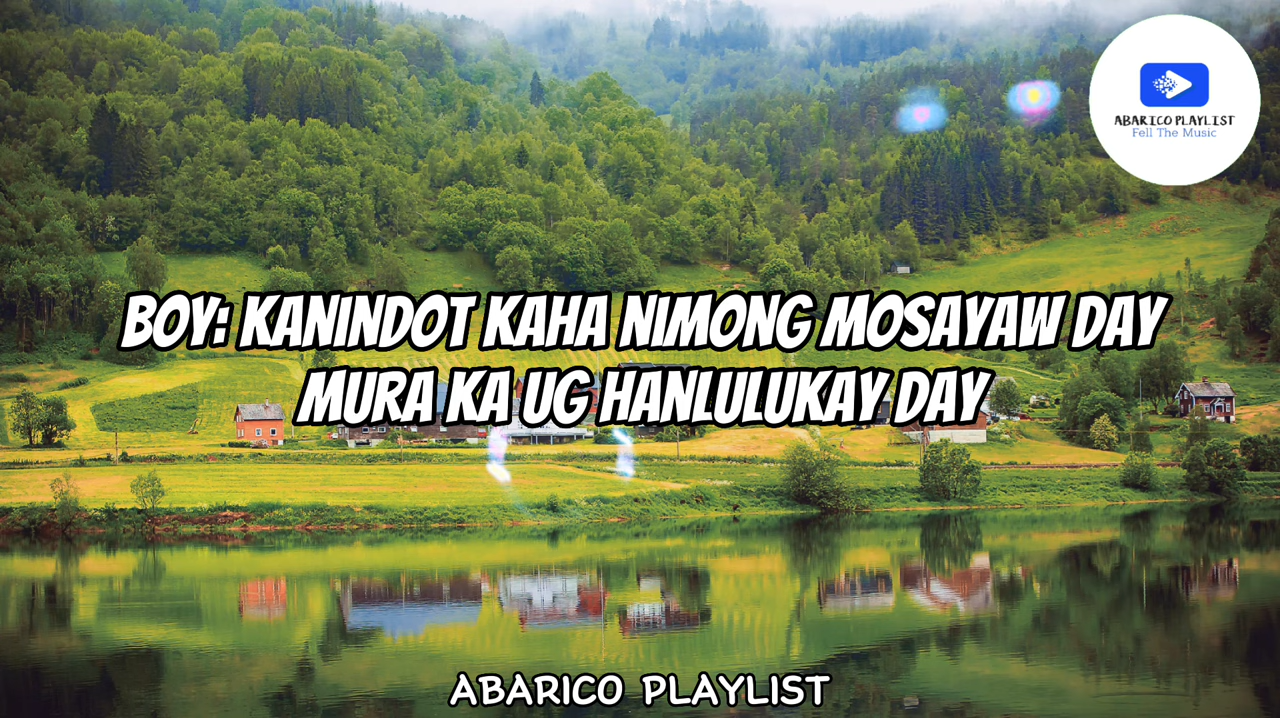 ABARICO PLAYLIST
Fell The Music
BOY: KANINDOT KAHA NIMONG MOSAYAW DAY
MURA KA UG HANLULUKAY DAY
ABARICO PLAYLIST